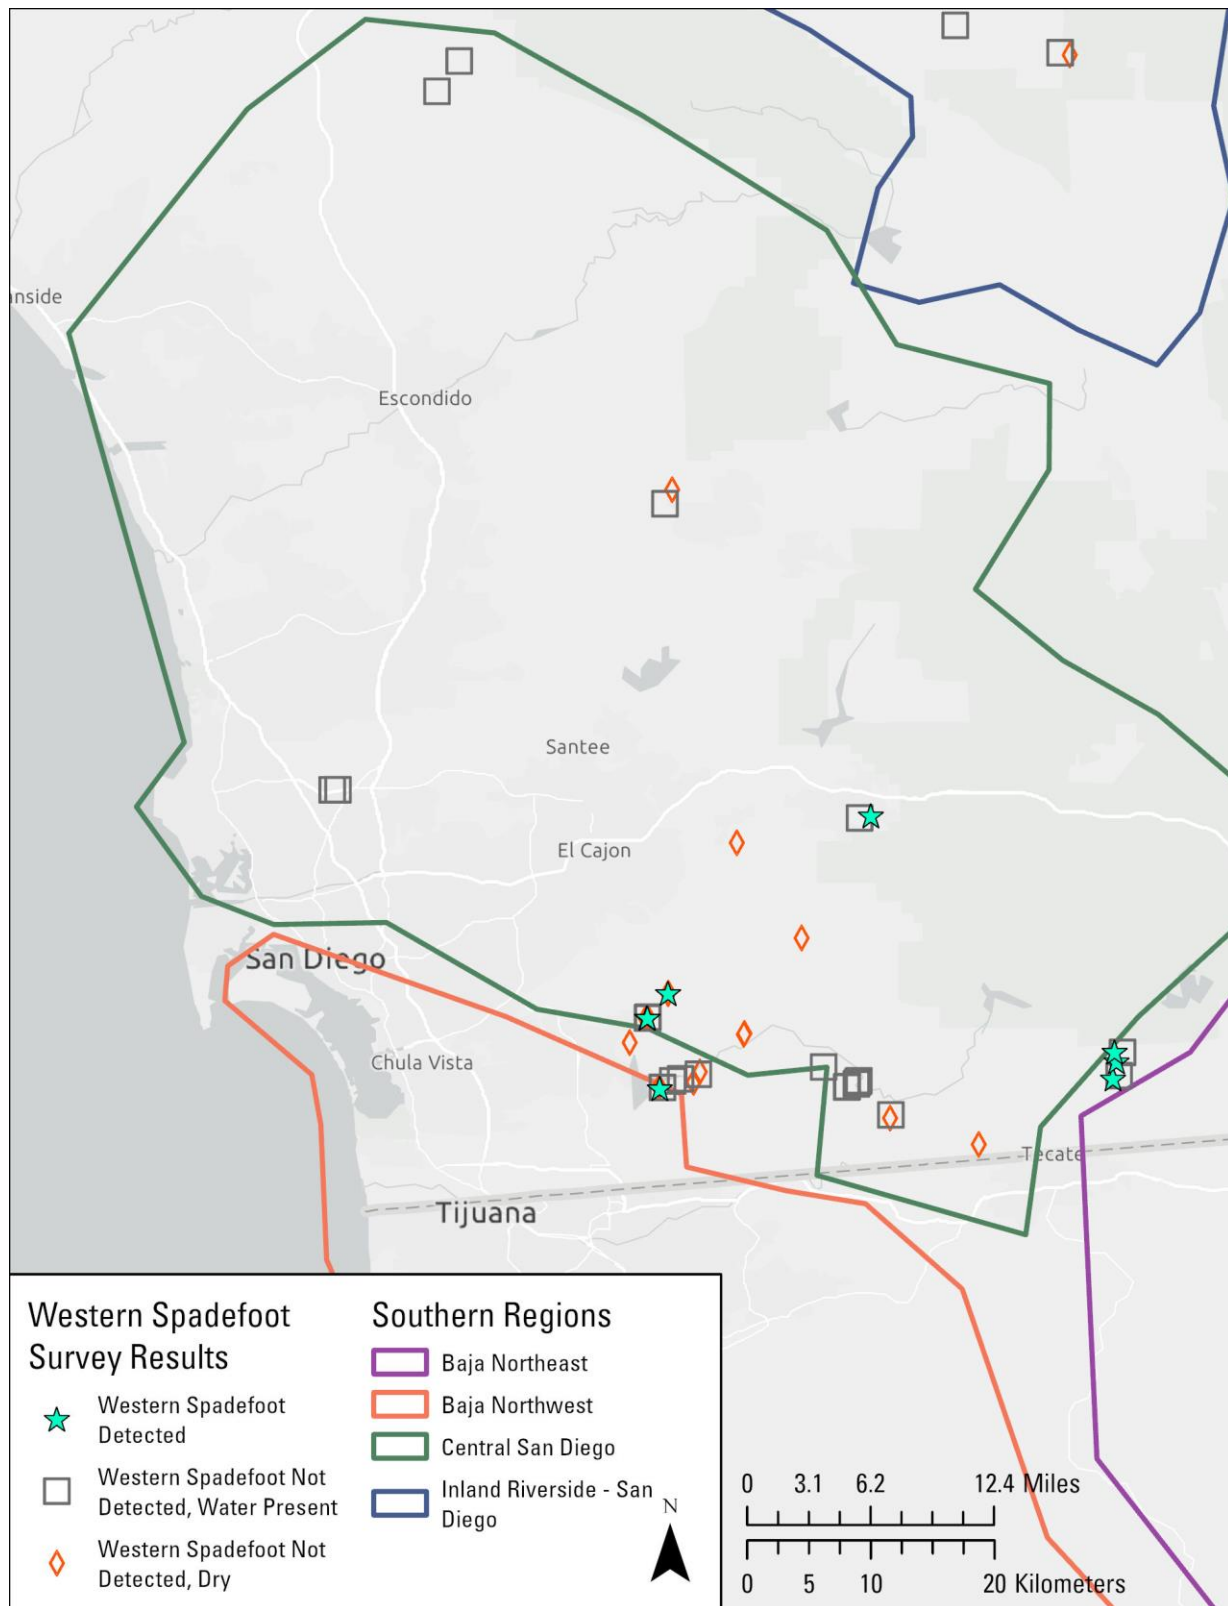 nside
Escondido
Santee
El Cajon
San Diego
Chula Vista
Tecate
Tijuana
Western Spadefoot
Survey Results
Western Spadefoot
Detected
Western Spadefoot Not
Detected, Water Present
Western Spadefoot Not
Detected, Dry
Southern Regions
Baja Northeast
Baja Northwest
Central San Diego
Inland Riverside - San
Diego
N
0 3.1 6.2 12.4 Miles
0 5 10 20 Kilometers